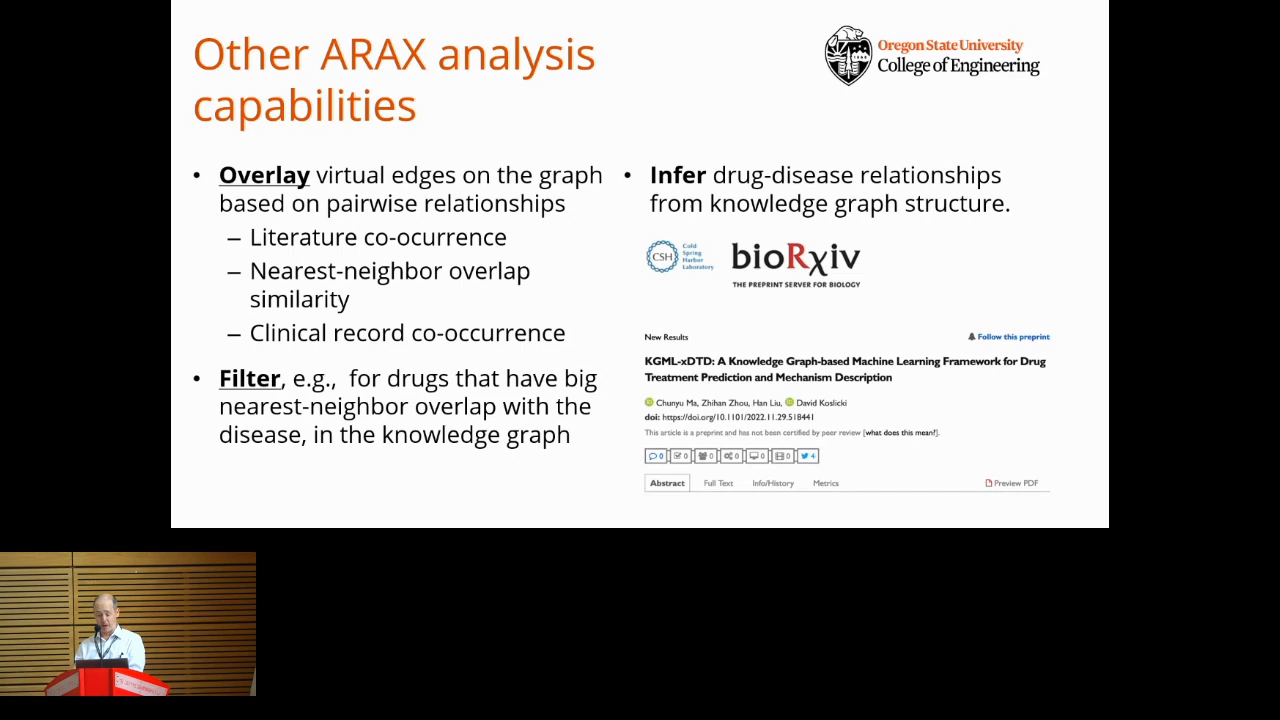 Other ARAX analysis
capabilities
Oregon State University
College of Engineering
• Overlay virtual edges on the graph
based on pairwise relationships
– Literature co-ocurrence
– Nearest-neighbor overlap
similarity
– Clinical record co-occurrence
• Filter, e.g., for drugs that have big
nearest-neighbor overlap with the
disease, in the knowledge graph
• Infer drug-disease relationships
from knowledge graph structure.
CSH
Cold
Spring
Harbor
Laboratory
bioRxiv
THE PREPRINT SERVER FOR BIOLOGY
New Results
Follow this preprint
KGML-xDTD: A Knowledge Graph-based Machine Learning Framework for Drug
Treatment Prediction and Mechanism Description
Chunyu Ma, Zhihan Zhou, Han Liu, David Koslicki
doi: https://doi.org/10.1101/2022.11.29.518441
This article is a preprint and has not been certified by peer review [what does this mean?].
0 0 0 0 0 0 4
Abstract Full Text Info/History Metrics Preview PDF